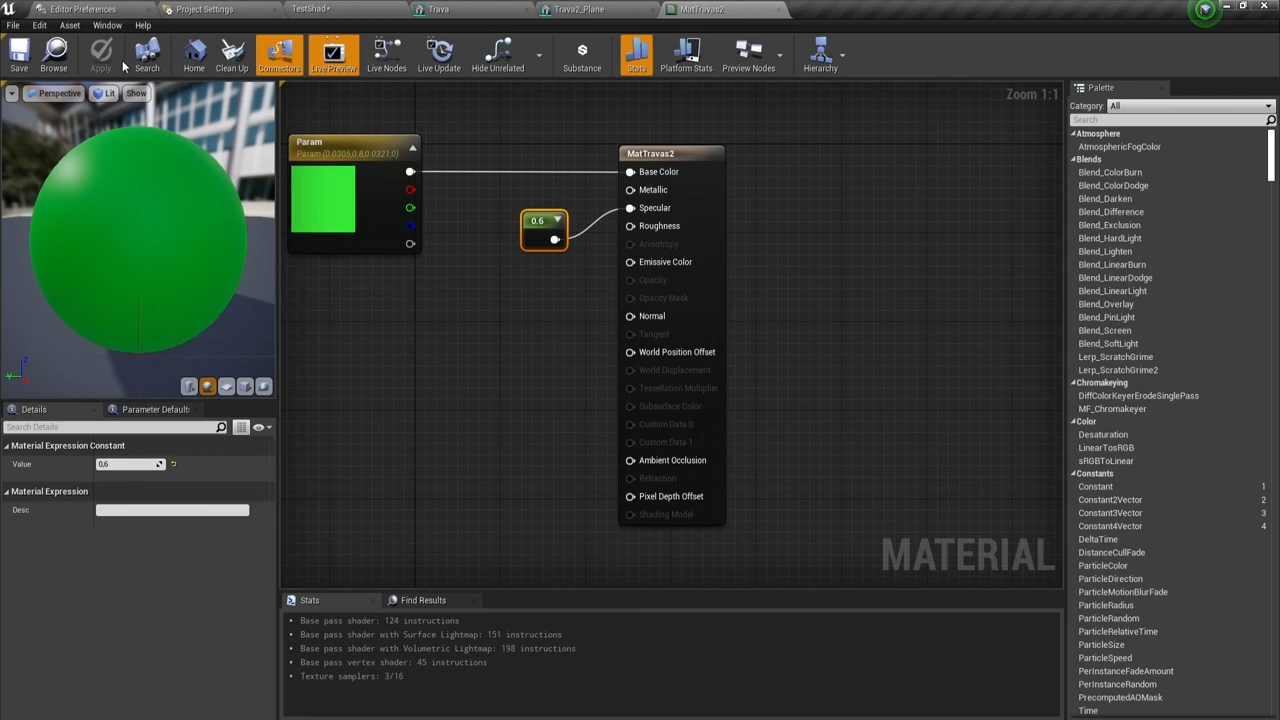 Editor Preferences
Project Settings
TestShad*
Trava
Trava2_Plane
MatTravas2
File Edit Asset Window Help
Save Browse Apply Search Home Clean Up Connectors Live Preview Live Nodes Live Update Hide Unrelated Substance Stats Platform Stats Preview Nodes Hierarchy
Perspective Lit Show
Zoom 1:1
Param
Param (0.0305,0.8,0.0321,0)
0.6
MatTravas2
Base Color
Metallic
Specular
Roughness
Anisotropy
Emissive Color
Opacity
Opacity Mask
Normal
Tangent
World Position Offset
World Displacement
Tessellation Multiplier
Subsurface Color
Custom Data 0
Custom Data 1
Ambient Occlusion
Refraction
Pixel Depth Offset
Shading Model
MATERIAL
Z
Y
Details
Parameter Default:
Search Details
Material Expression Constant
Value 0,6
Material Expression
Desc
Stats
Find Results
Base pass shader: 124 instructions
Base pass shader with Surface Lightmap: 151 instructions
Base pass shader with Volumetric Lightmap: 198 instructions
Base pass vertex shader: 45 instructions
Texture samplers: 3/16
Palette
Category: All
Search
Atmosphere
AtmosphericFogColor
Blends
Blend_ColorBurn
Blend_ColorDodge
Blend_Darken
Blend_Difference
Blend_Exclusion
Blend_HardLight
Blend_Lighten
Blend_LinearBurn
Blend_LinearDodge
Blend_LinearLight
Blend_Overlay
Blend_PinLight
Blend_Screen
Blend_SoftLight
Lerp_ScratchGrime
Lerp_ScratchGrime2
Chromakeying
DiffColorKeyerErodeSinglePass
MF_Chromakeyer
Color
Desaturation
LinearTosRGB
sRGBToLinear
Constants
Constant 1
Constant2Vector 2
Constant3Vector 3
Constant4Vector 4
DeltaTime
DistanceCullFade
ParticleColor
ParticleDirection
ParticleMotionBlurFade
ParticleRadius
ParticleRandom
ParticleRelativeTime
ParticleSize
ParticleSpeed
PerInstanceFadeAmount
PerInstanceRandom
PrecomputedAOMask
Time